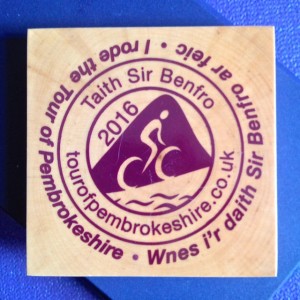 I rode the Tour of Pembrokeshire • Wnes i'r daith Sir Benfro ar feic •
Taith Sir Benfro
2016
tourofpembrokeshire.co.uk